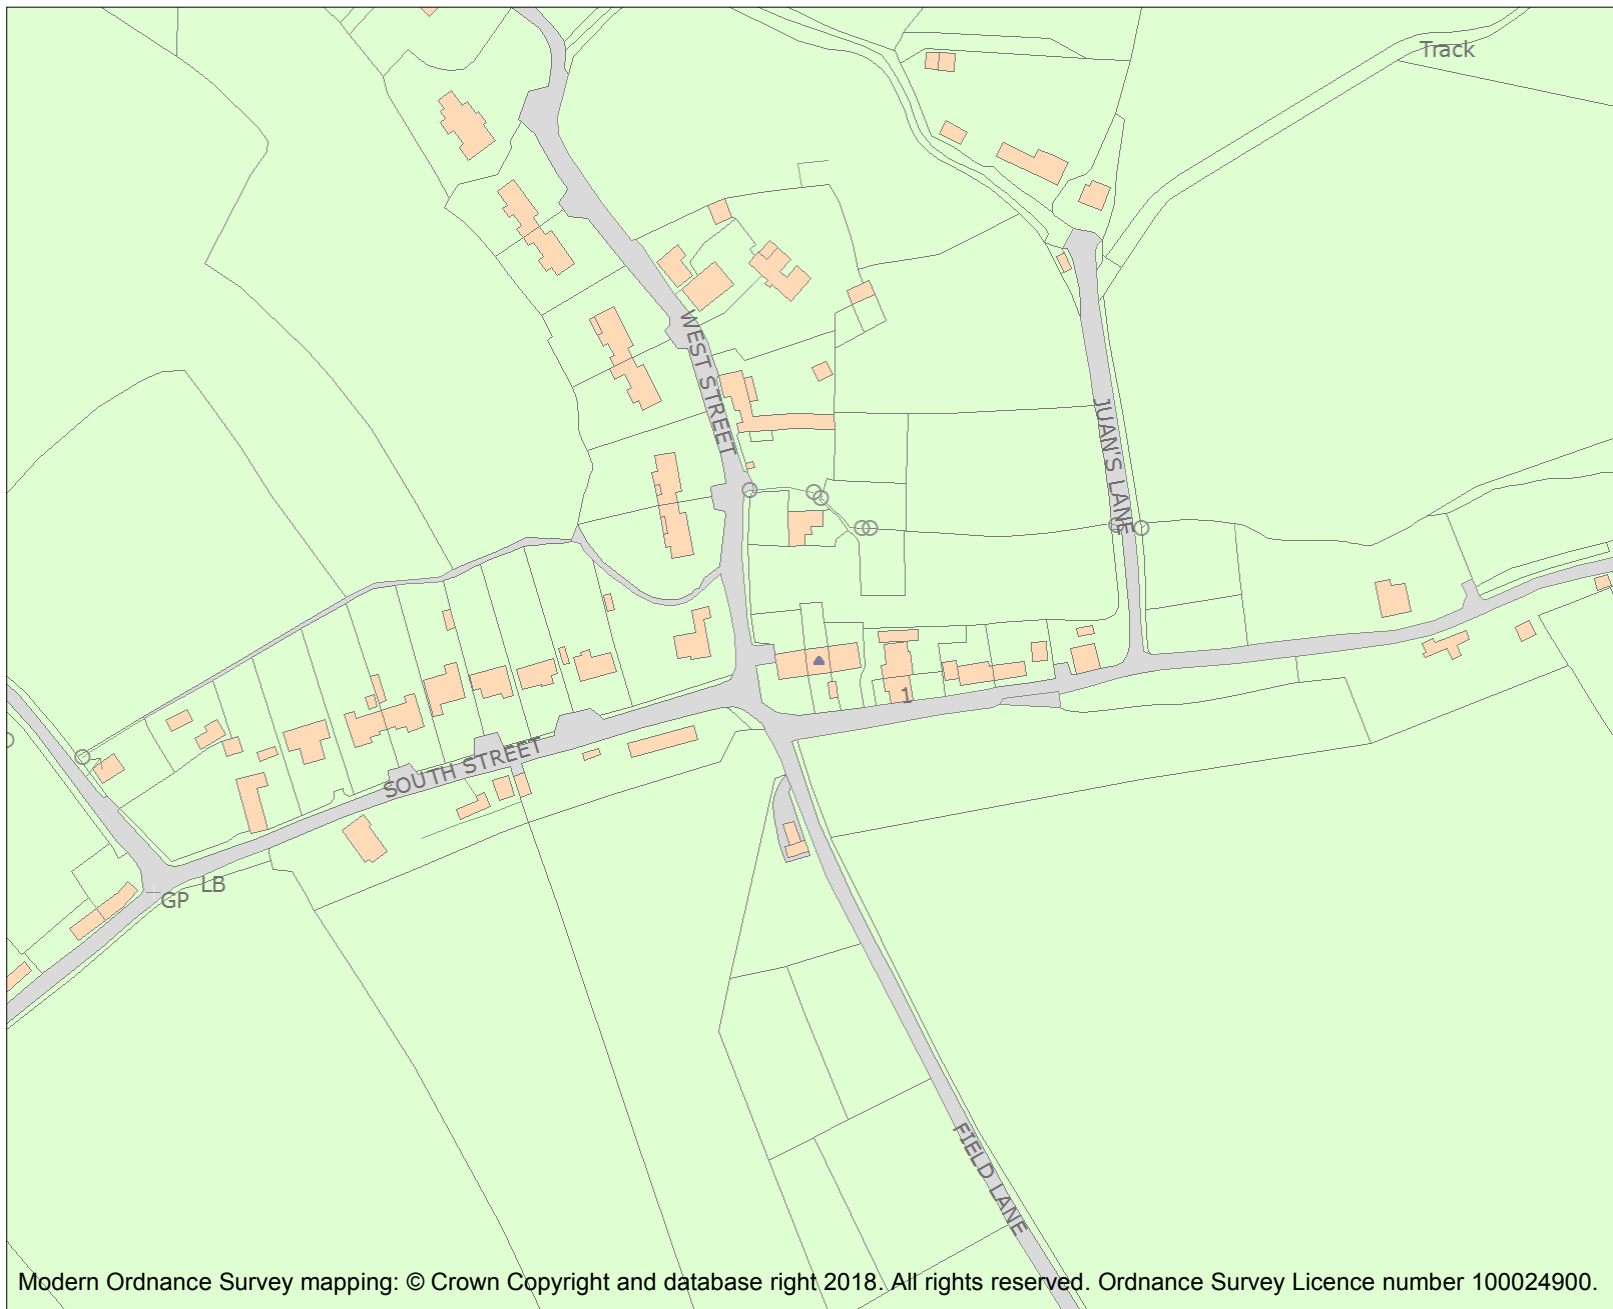 Track
WEST STREET
JUAN'S LANE
1
SOUTH STREET
LB
GP
FIELD LANE
Modern Ordnance Survey mapping: © Crown Copyright and database right 2018. All rights reserved. Ordnance Survey Licence number 100024900.